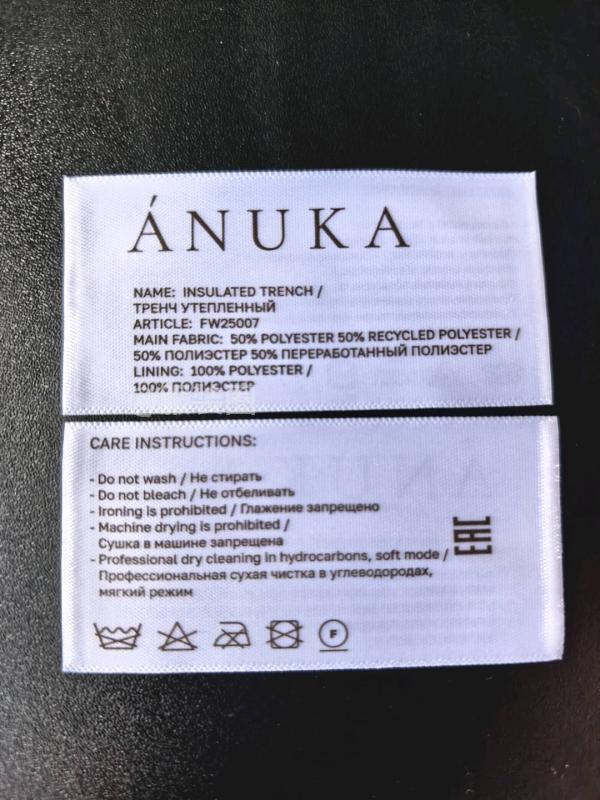 ÁNUKA
NAME: INSULATED TRENCH /
ТРЕНЧ УТЕПЛЕННЫЙ
ARTICLE: FW25007
MAIN FABRIC: 50% POLYESTER 50% RECYCLED POLYESTER /
50% ПОЛИЭСТЕР 50% ПЕРЕРАБОТАННЫЙ ПОЛИЭСТЕР
LINING: 100% POLYESTER /
100% ПОЛИЭСТЕР
CARE INSTRUCTIONS:
- Do not wash / Не стирать
- Do not bleach / Не отбеливать
- Ironing is prohibited / Глажение запрещено
- Machine drying is prohibited /
Сушка в машине запрещена
- Professional dry cleaning in hydrocarbons, soft mode /
Профессиональная сухая чистка в углеводородах,
мягкий режим
EAC
F